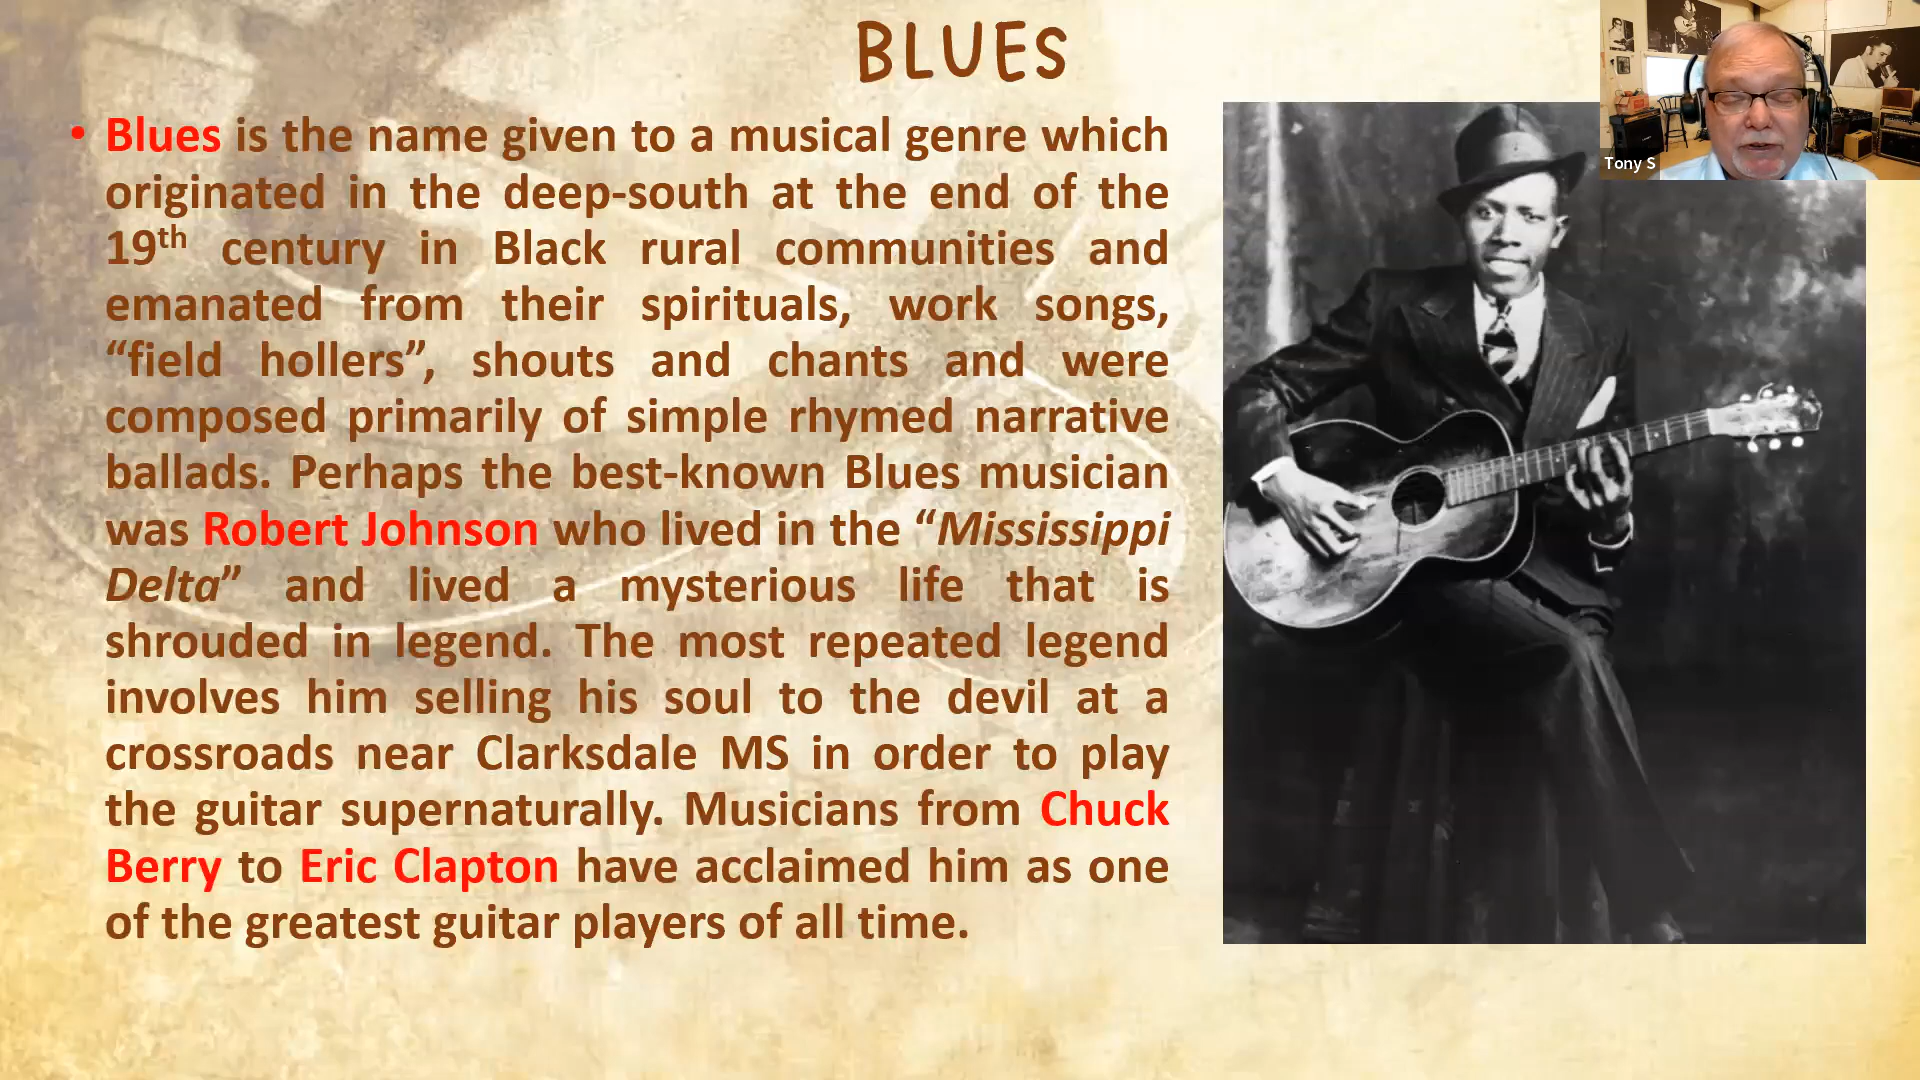 BLUES
• Blues is the name given to a musical genre which
originated in the deep-south at the end of the
19th century in Black rural communities and
emanated from their spirituals, work songs,
“field hollers”, shouts and chants and were
composed primarily of simple rhymed narrative
ballads. Perhaps the best-known Blues musician
was Robert Johnson who lived in the “Mississippi
Delta” and lived a mysterious life that is
shrouded in legend. The most repeated legend
involves him selling his soul to the devil at a
crossroads near Clarksdale MS in order to play
the guitar supernaturally. Musicians from Chuck
Berry to Eric Clapton have acclaimed him as one
of the greatest guitar players of all time.
Tony S